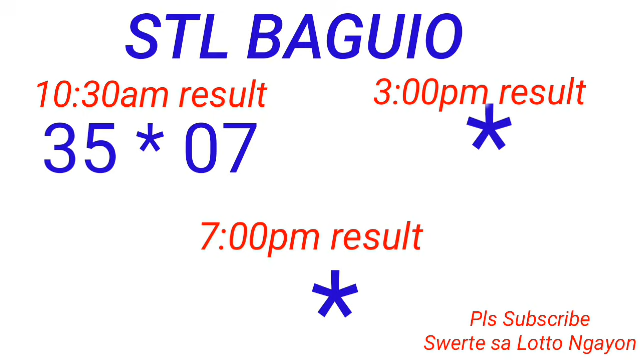 STL BAGUIO
10:30am result
3:00pm result
35 * 07
*
7:00pm result
*
Pls Subscribe
Swerte sa Lotto Ngayon